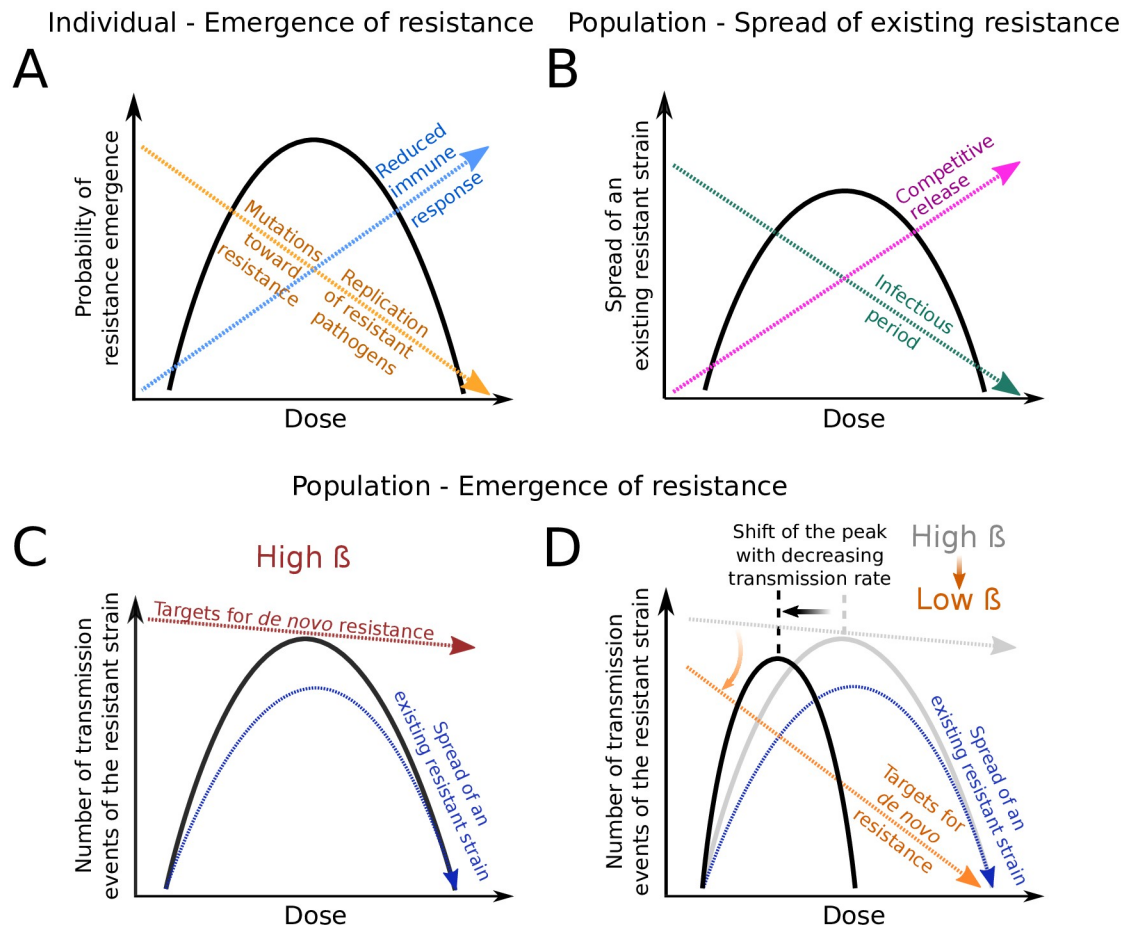 Individual - Emergence of resistance
Population - Spread of existing resistance
A
Probability of
resistance emergence
Reduced
immune
response
Mutations
toward
resistance
Replication
of resistant
pathogens
Dose
B
Spread of an
existing resistant strain
Competitive
release
Infectious
period
Dose
Population - Emergence of resistance
C
High ß
Number of transmission
events of the resistant strain
Targets for de novo resistance
Spread of an
existing resistant strain
Dose
D
Shift of the peak
with decreasing
transmission rate
High ß
Low ß
Number of transmission
events of the resistant strain
Targets for
de novo
resistance
Spread of an
existing resistant strain
Dose